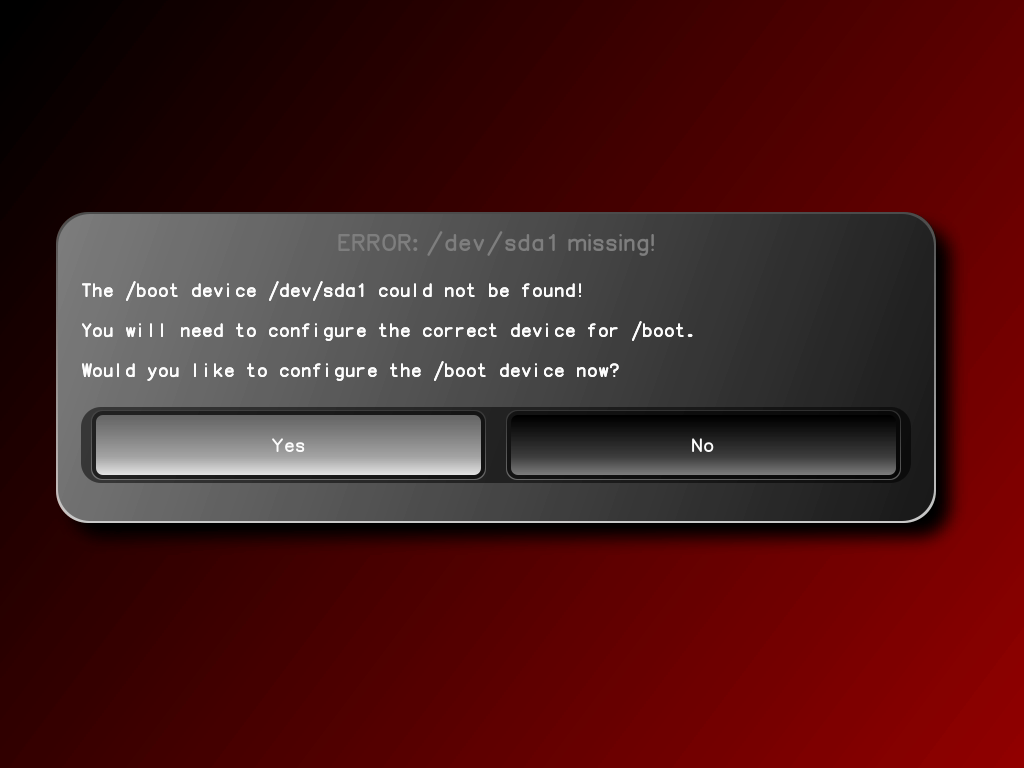 ERROR: /dev/sda1 missing!
The /boot device /dev/sda1 could not be found!
You will need to configure the correct device for /boot.
Would you like to configure the /boot device now?
Yes
No